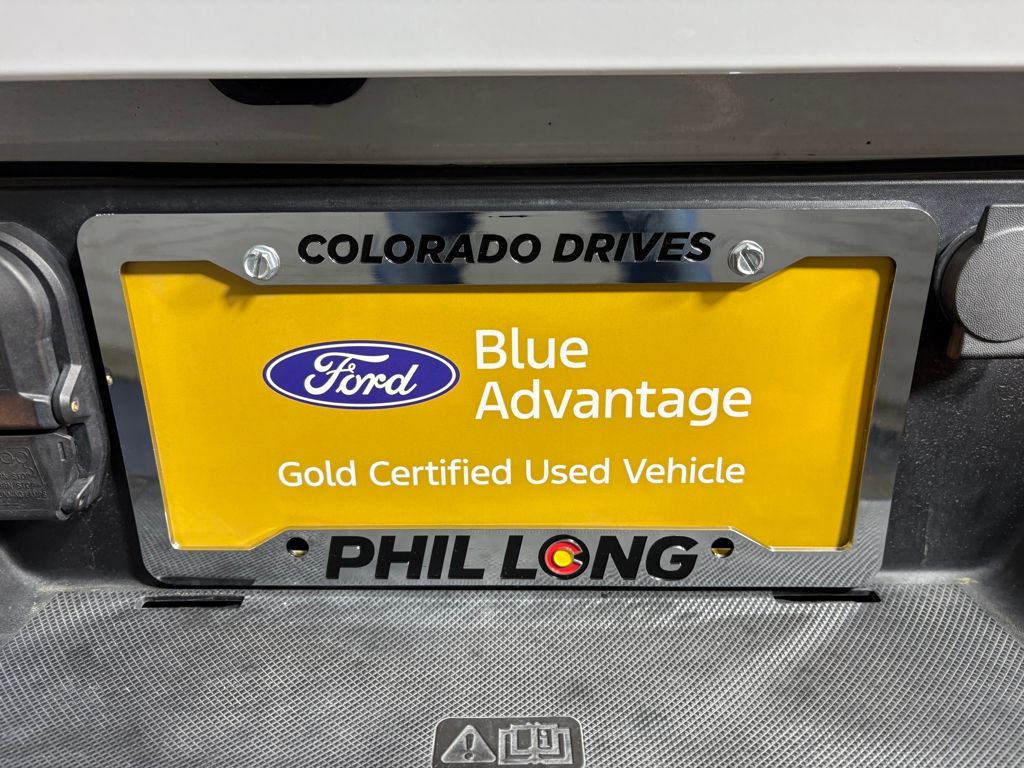 COLORADO DRIVES
Ford
Blue
Advantage
Gold Certified Used Vehicle
PHIL LONG